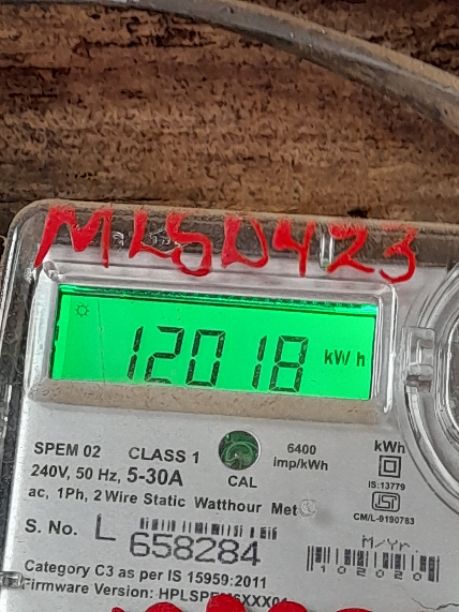 MLSD423
12018 kWh
SPEM 02 CLASS 1 6400 imp/kWh kWh
240V, 50 Hz, 5-30A CAL IS:13779
ac, 1Ph, 2 Wire Static Watthour Met
CM/L-9190783
S. No. L 658284 M/Yr.
102020
Category C3 as per IS 15959:2011
Firmware Version: